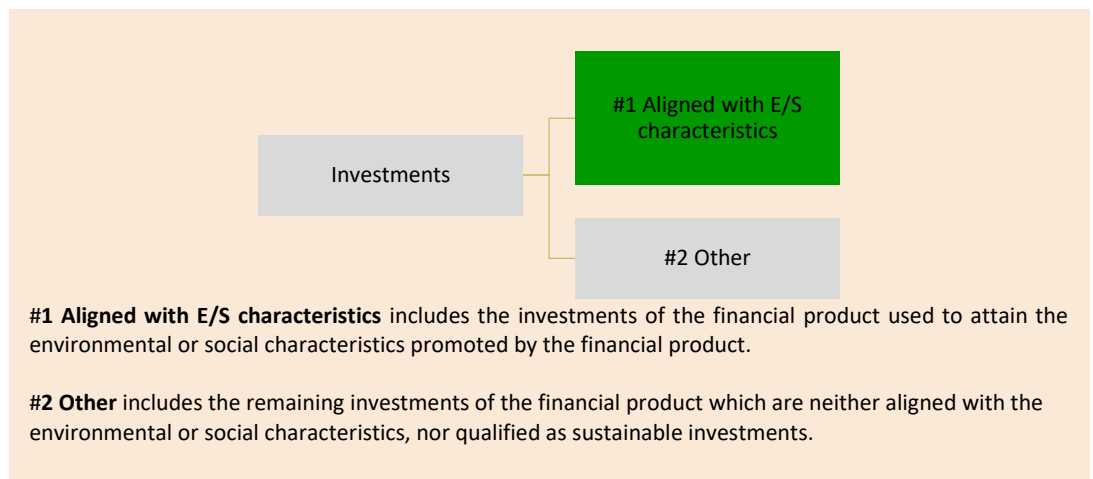 #1 Aligned with E/S
characteristics
Investments
#2 Other
#1 Aligned with E/S characteristics includes the investments of the financial product used to attain the
environmental or social characteristics promoted by the financial product.
#2 Other includes the remaining investments of the financial product which are neither aligned with the
environmental or social characteristics, nor qualified as sustainable investments.